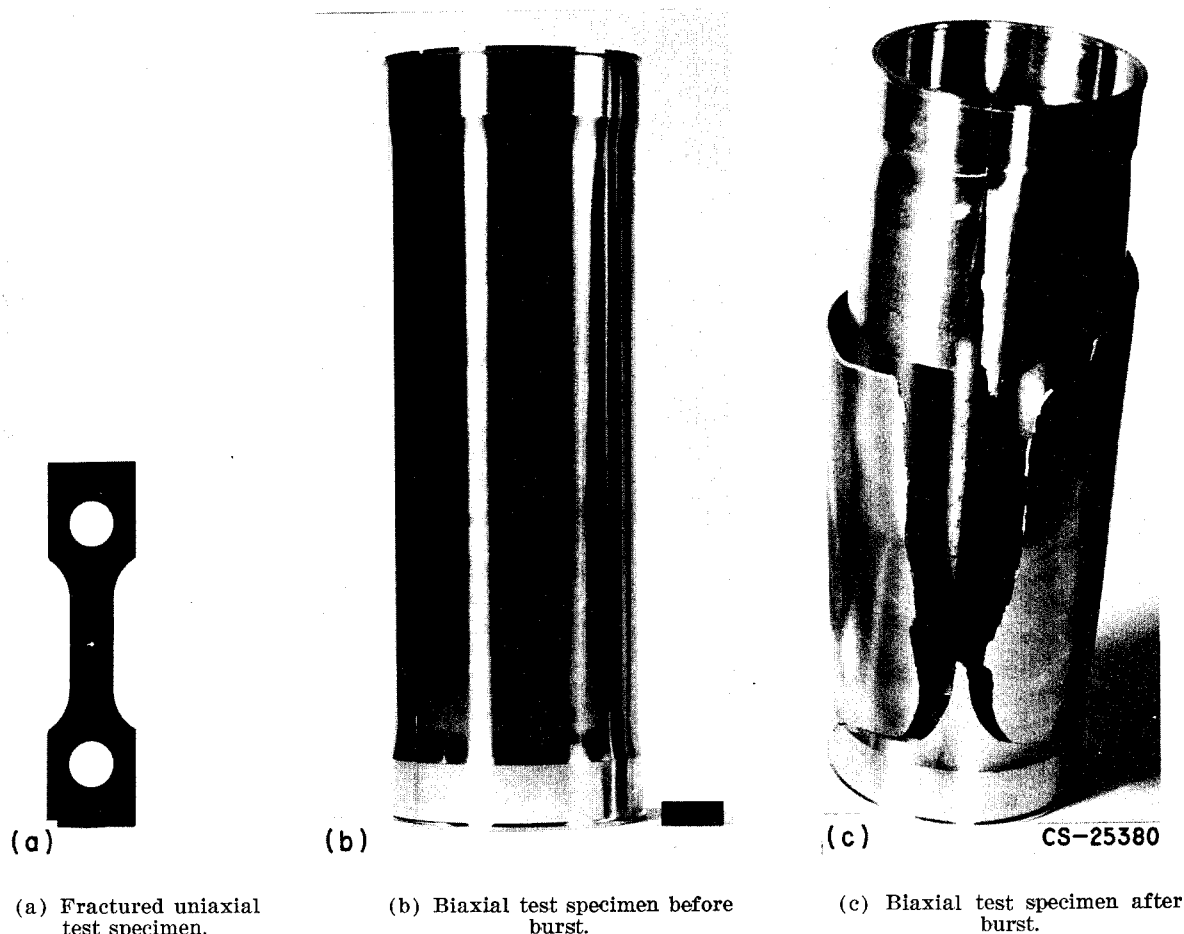 (a)
(b)
(c)
CS-25380
(a) Fractured uniaxial
test specimen.
(b) Biaxial test specimen before
burst.
(c) Biaxial test specimen after
burst.